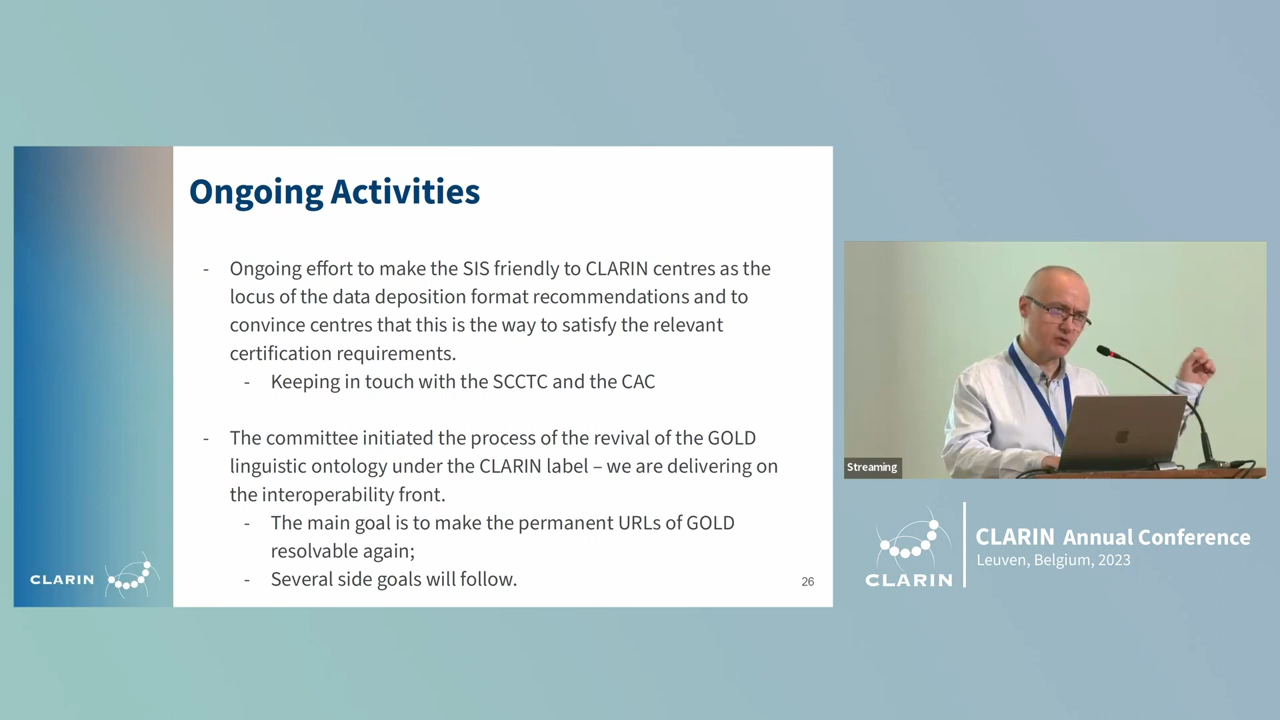 Ongoing Activities
- Ongoing effort to make the SIS friendly to CLARIN centres as the
locus of the data deposition format recommendations and to
convince centres that this is the way to satisfy the relevant
certification requirements.
- Keeping in touch with the SCCTC and the CAC
- The committee initiated the process of the revival of the GOLD
linguistic ontology under the CLARIN label – we are delivering on
the interoperability front.
- The main goal is to make the permanent URLs of GOLD
resolvable again;
- Several side goals will follow.
26
CLARIN
Streaming
CLARIN
CLARIN Annual Conference
Leuven, Belgium, 2023